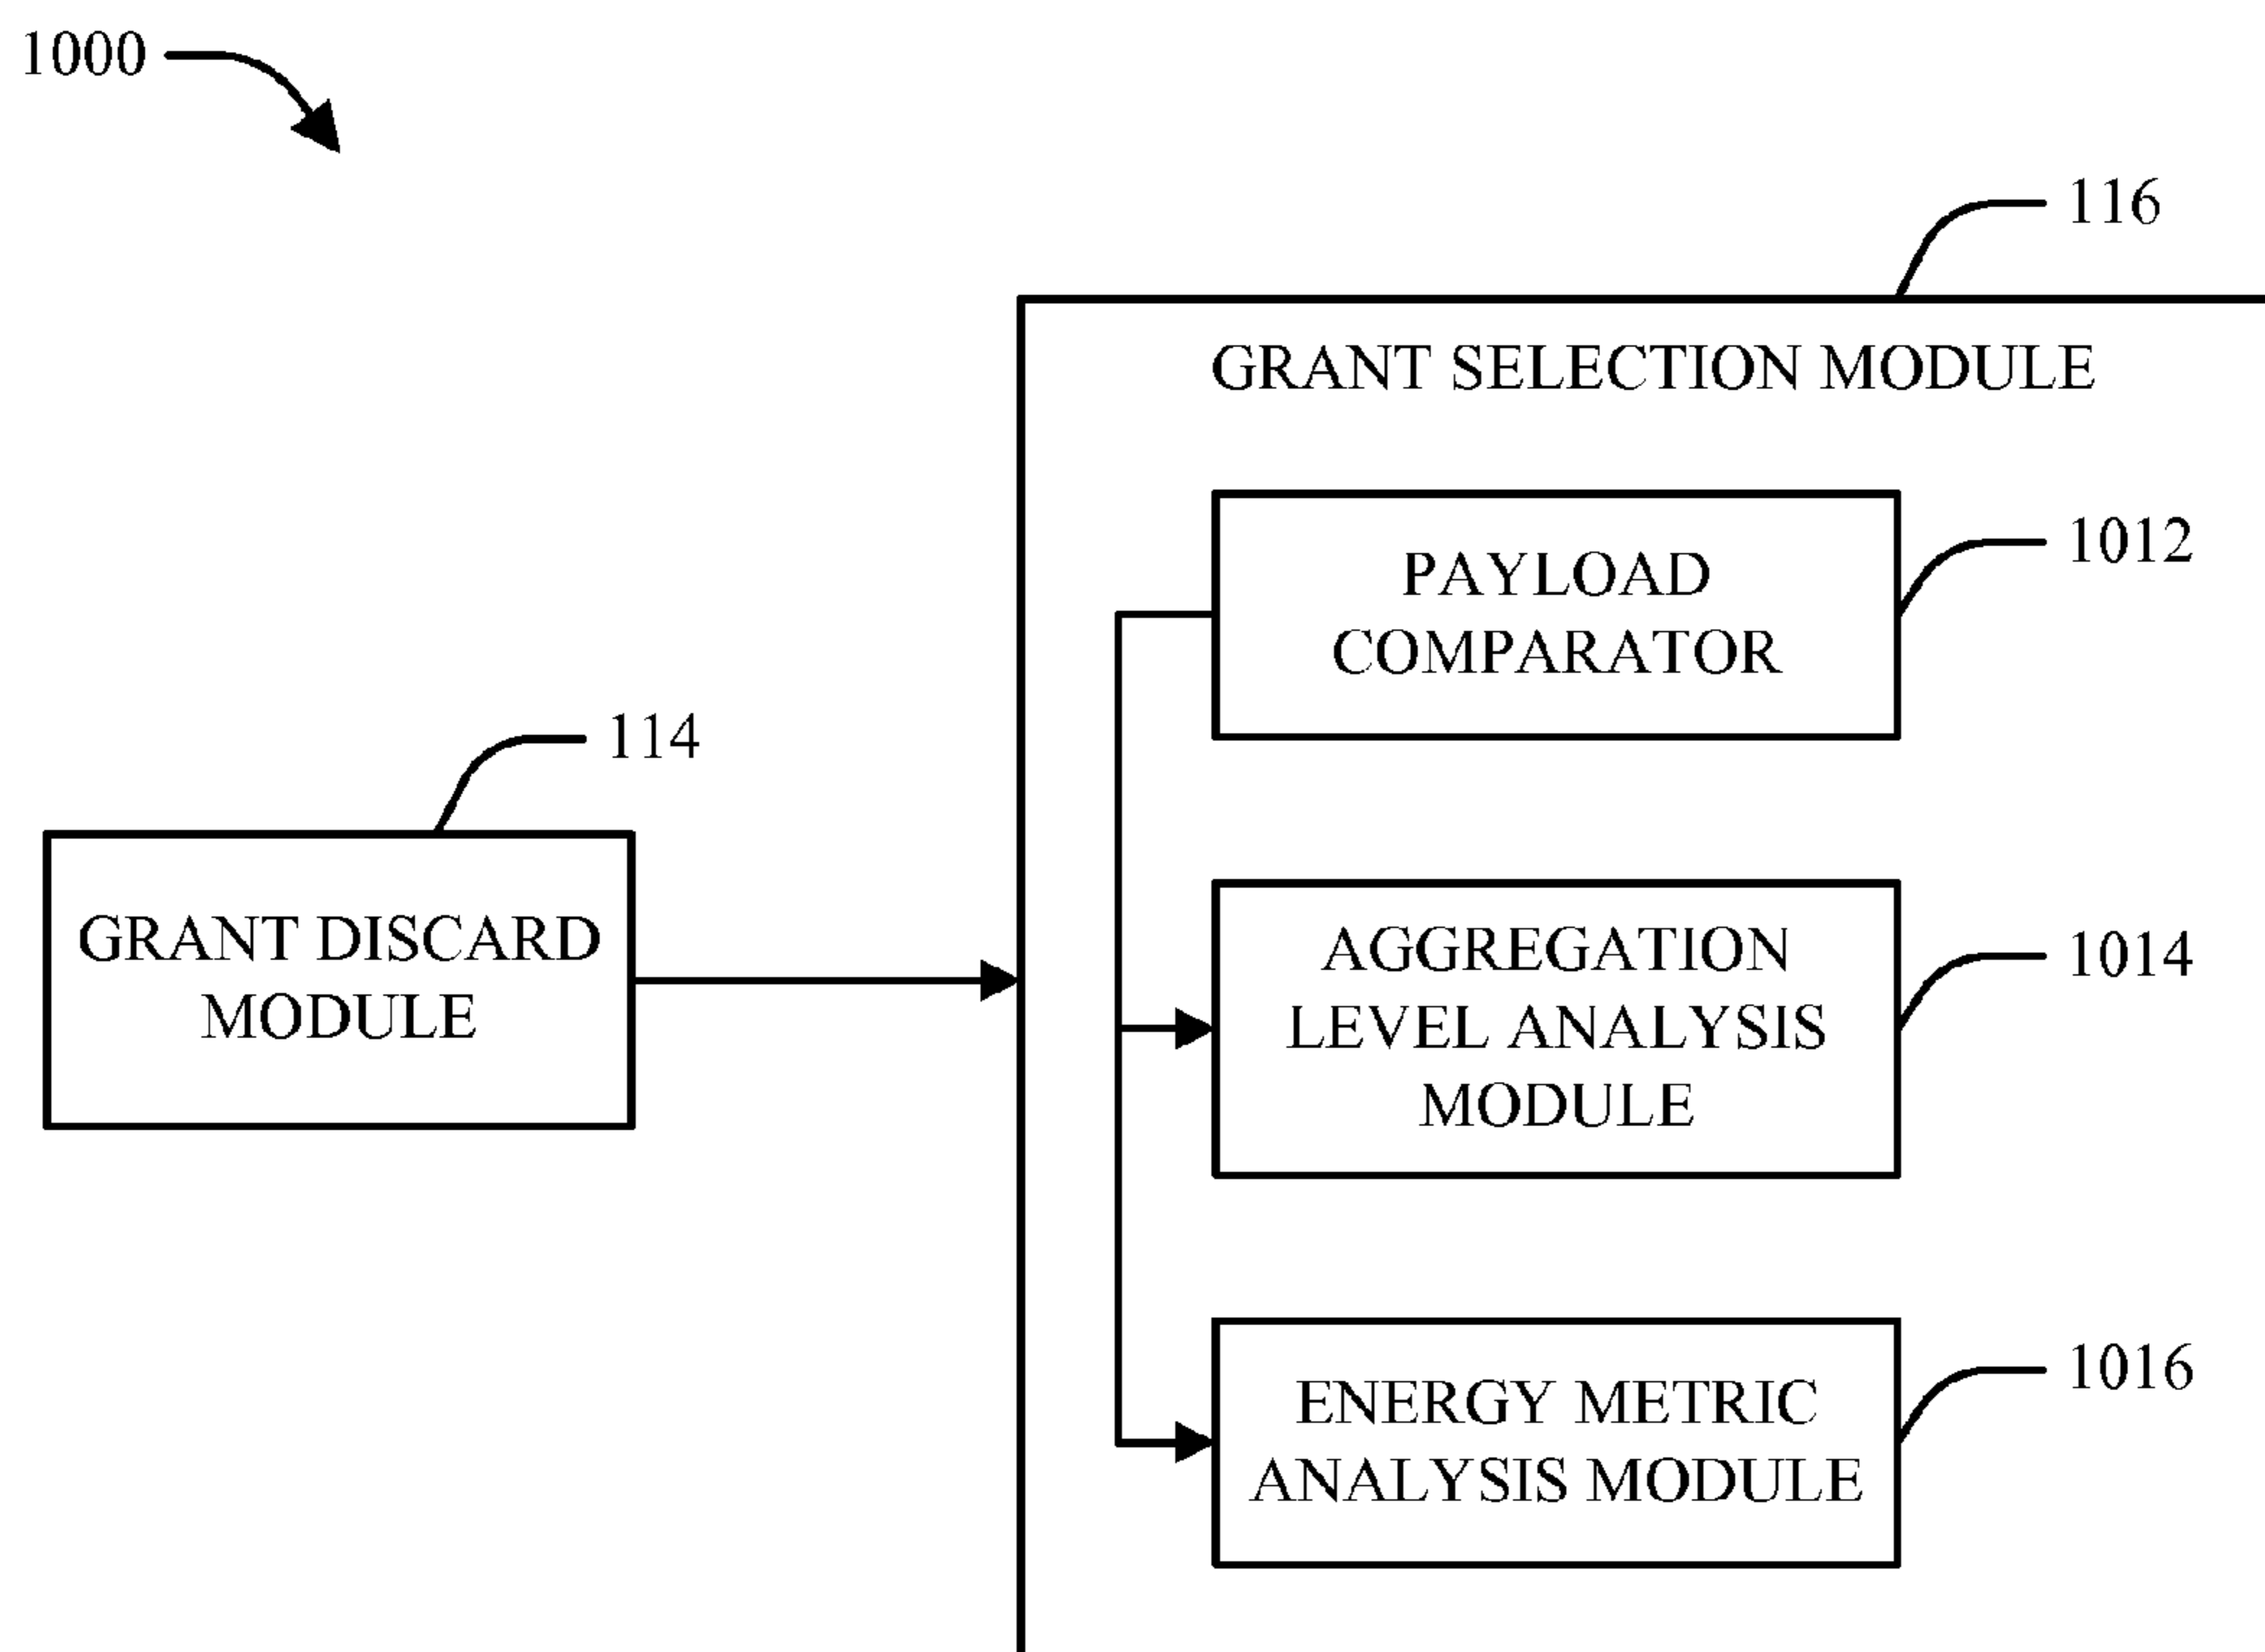 1000
116
GRANT SELECTION MODULE
PAYLOAD
COMPARATOR
1012
114
GRANT DISCARD
MODULE
AGGREGATION
LEVEL ANALYSIS
MODULE
1014
ENERGY METRIC
ANALYSIS MODULE
1016